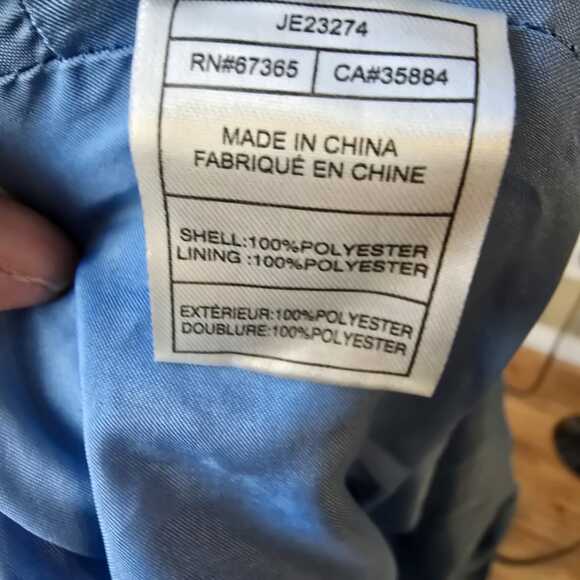 JE23274
RN#67365 CA#35884
MADE IN CHINA
FABRIQUÉ EN CHINE
SHELL:100%POLYESTER
LINING :100%POLYESTER
EXTÉRIEUR:100%POLYESTER
DOUBLURE:100%POLYESTER